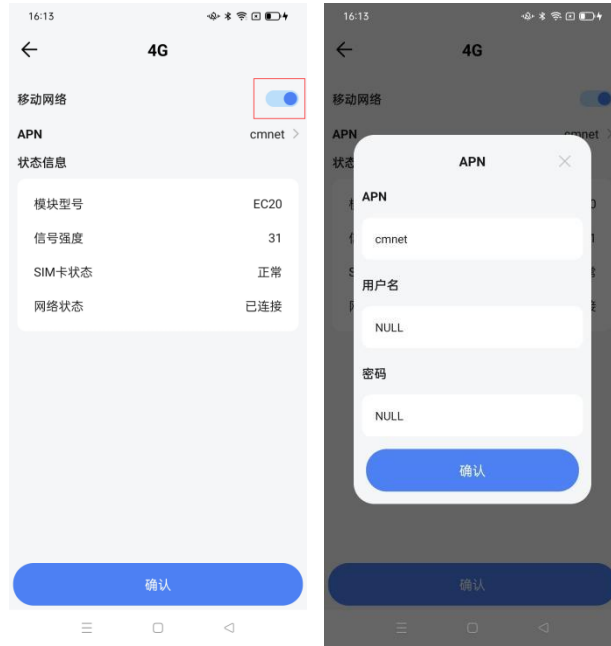 16:13
4G
移动网络
APN cmnet
状态信息
模块型号 EC20
信号强度 31
SIM卡状态 正常
网络状态 已连接
确认
16:13
4G
移动网络
APN cmnet
状态
APN
APN
cmnet
用户名
NULL
密码
NULL
确认
确认